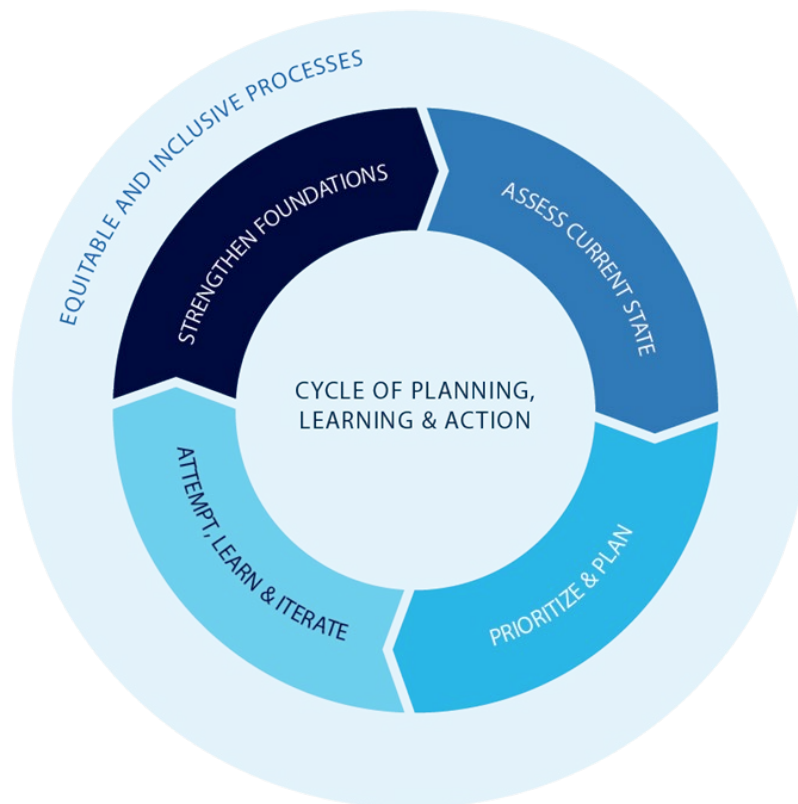 EQUITABLE AND INCLUSIVE PROCESSES
STRENGTHEN FOUNDATIONS
ASSESS CURRENT STATE
CYCLE OF PLANNING,
LEARNING & ACTION
ATTEMPT, LEARN & ITERATE
PRIORITIZE & PLAN